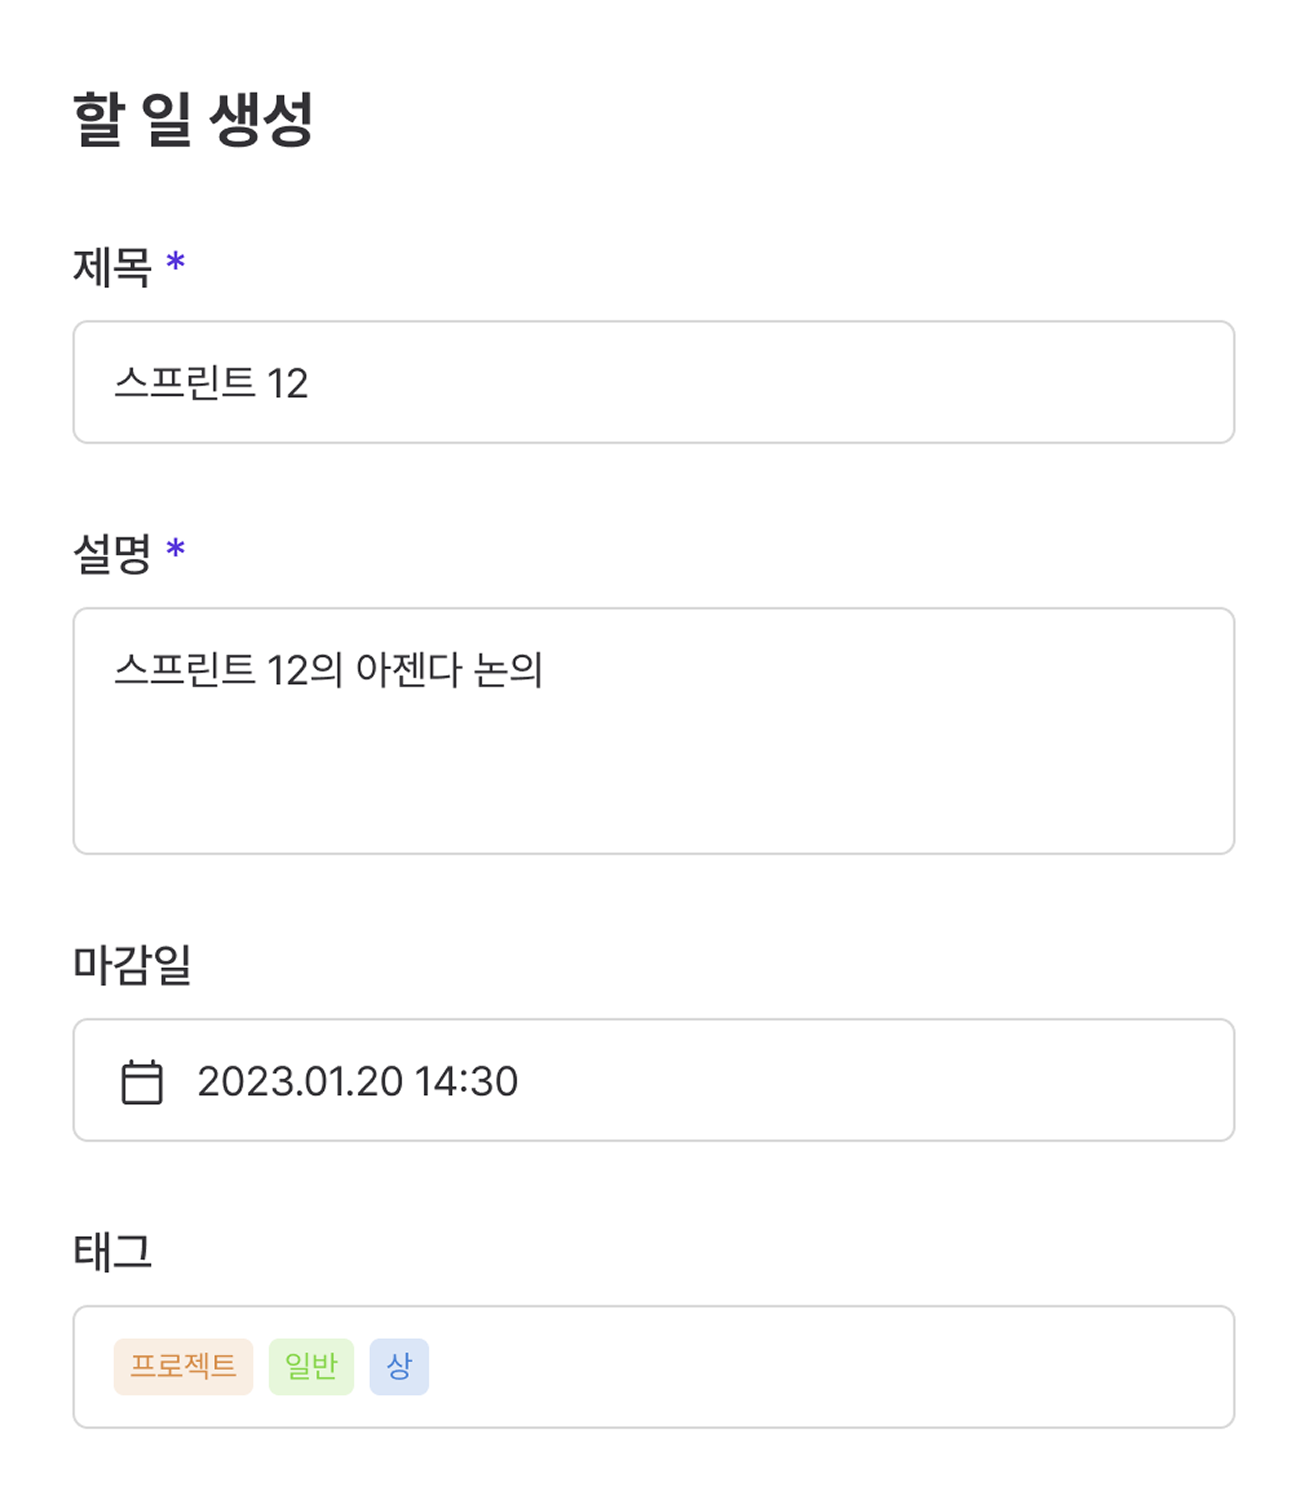 할 일 생성
제목 *
스프린트 12
설명 *
스프린트 12의 아젠다 논의
마감일
2023.01.20 14:30
태그
프로젝트 일반 상